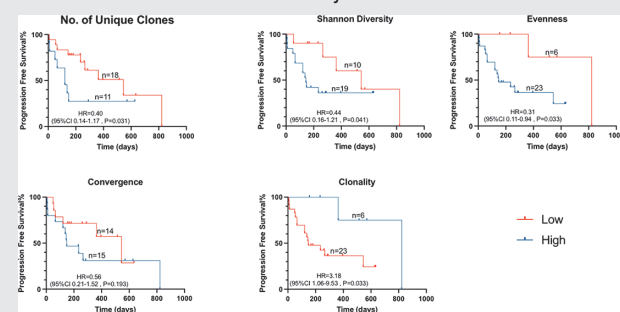 No. of Unique Clones
Progression Free Survival%
100
50
0
n=18
n=11
HR=0.40
(95%CI 0.14-1.17 , P=0.031)
0 200 400 600 800 1000
Time (days)
Shannon Diversity
Progression Free Survival%
100
50
0
n=10
n=19
HR=0.44
(95%CI 0.16-1.21 , P=0.041)
0 200 400 600 800 1000
Time (days)
Evenness
Progression Free Survival%
100
50
0
n=6
n=23
HR=0.31
(95%CI 0.11-0.94 , P=0.033)
0 200 400 600 800 1000
Time (days)
Convergence
Progression Free Survival%
100
50
0
n=14
n=15
HR=0.56
(95%CI 0.21-1.52 , P=0.193)
0 200 400 600 800 1000
Time (days)
Clonality
Progression Free Survival%
100
50
0
n=6
n=23
HR=3.18
(95%CI 1.06-9.53 , P=0.033)
0 200 400 600 800 1000
Time (days)
Low
High